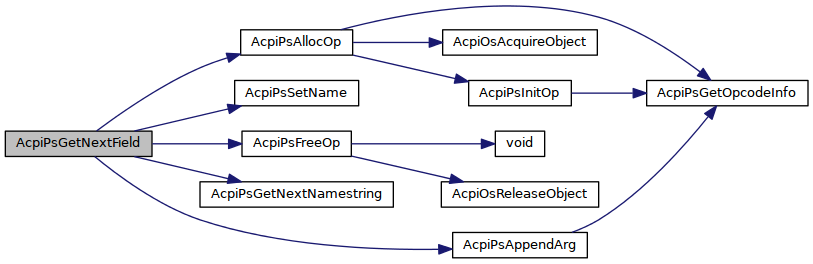 AcpiPsAllocOp
AcpiOsAcquireObject
AcpiPsSetName
AcpiPsInitOp
AcpiPsGetOpcodeInfo
AcpiPsGetNextField
AcpiPsFreeOp
void
AcpiPsGetNextNamestring
AcpiOsReleaseObject
AcpiPsAppendArg